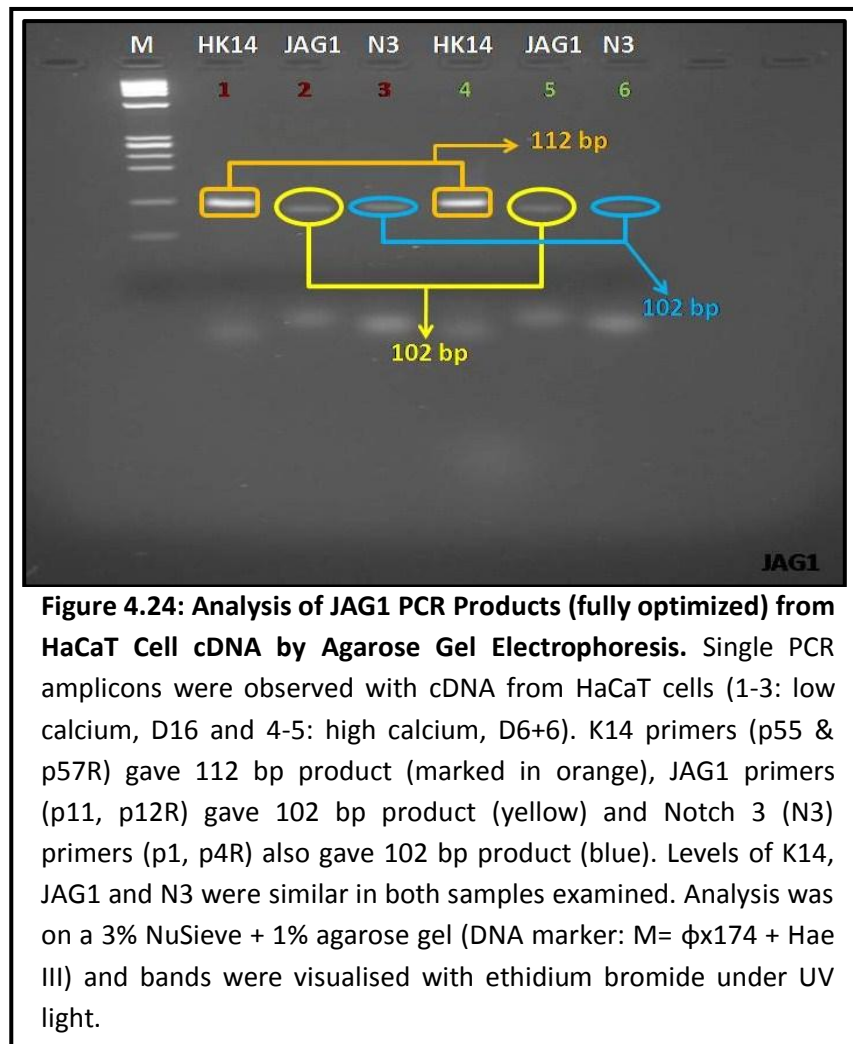 M HK14 JAG1 N3 HK14 JAG1 N3
1 2 3 4 5 6
112 bp
102 bp
102 bp
JAG1
Figure 4.24: Analysis of JAG1 PCR Products (fully optimized) from
HaCaT Cell cDNA by Agarose Gel Electrophoresis. Single PCR
amplicons were observed with cDNA from HaCaT cells (1-3: low
calcium, D16 and 4-5: high calcium, D6+6). K14 primers (p55 &
p57R) gave 112 bp product (marked in orange), JAG1 primers
(p11, p12R) gave 102 bp product (yellow) and Notch 3 (N3)
primers (p1, p4R) also gave 102 bp product (blue). Levels of K14,
JAG1 and N3 were similar in both samples examined. Analysis was
on a 3% NuSieve + 1% agarose gel (DNA marker: M= ϕx174 + Hae
III) and bands were visualised with ethidium bromide under UV
light.